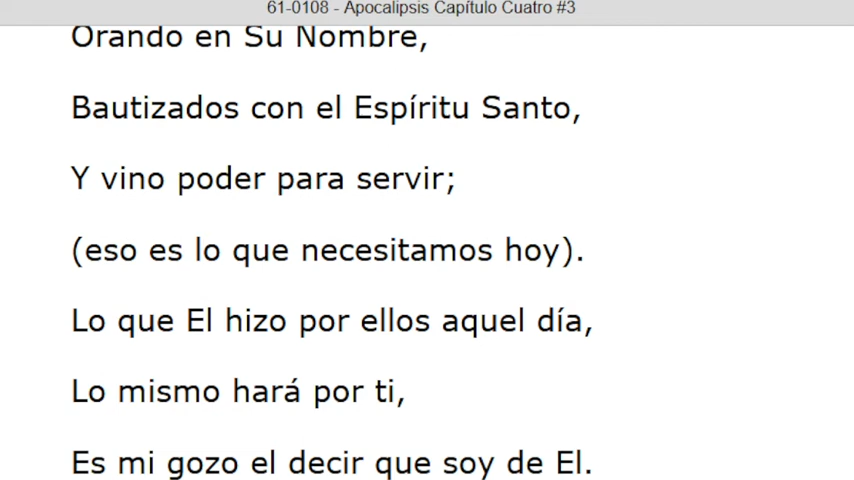 61-0108 - Apocalipsis Capítulo Cuatro #3
Orando en Su Nombre,
Bautizados con el Espíritu Santo,
Y vino poder para servir;
(eso es lo que necesitamos hoy).
Lo que El hizo por ellos aquel día,
Lo mismo hará por ti,
Es mi gozo el decir que soy de El.